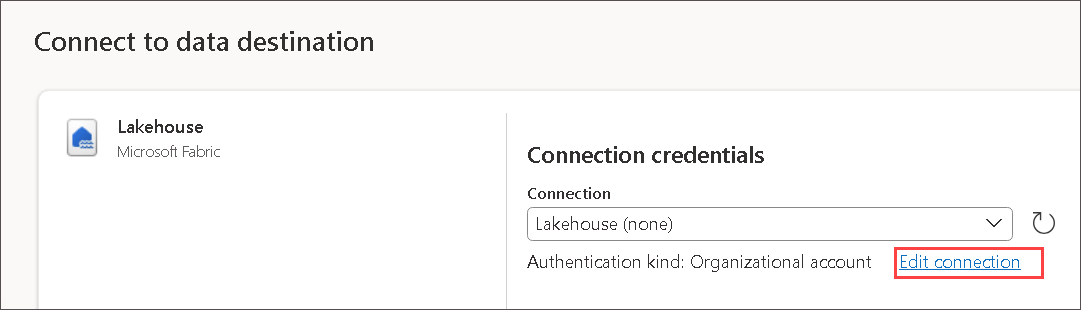 Connect to data destination
Lakehouse
Microsoft Fabric
Connection credentials
Connection
Lakehouse (none)
Authentication kind: Organizational account Edit connection